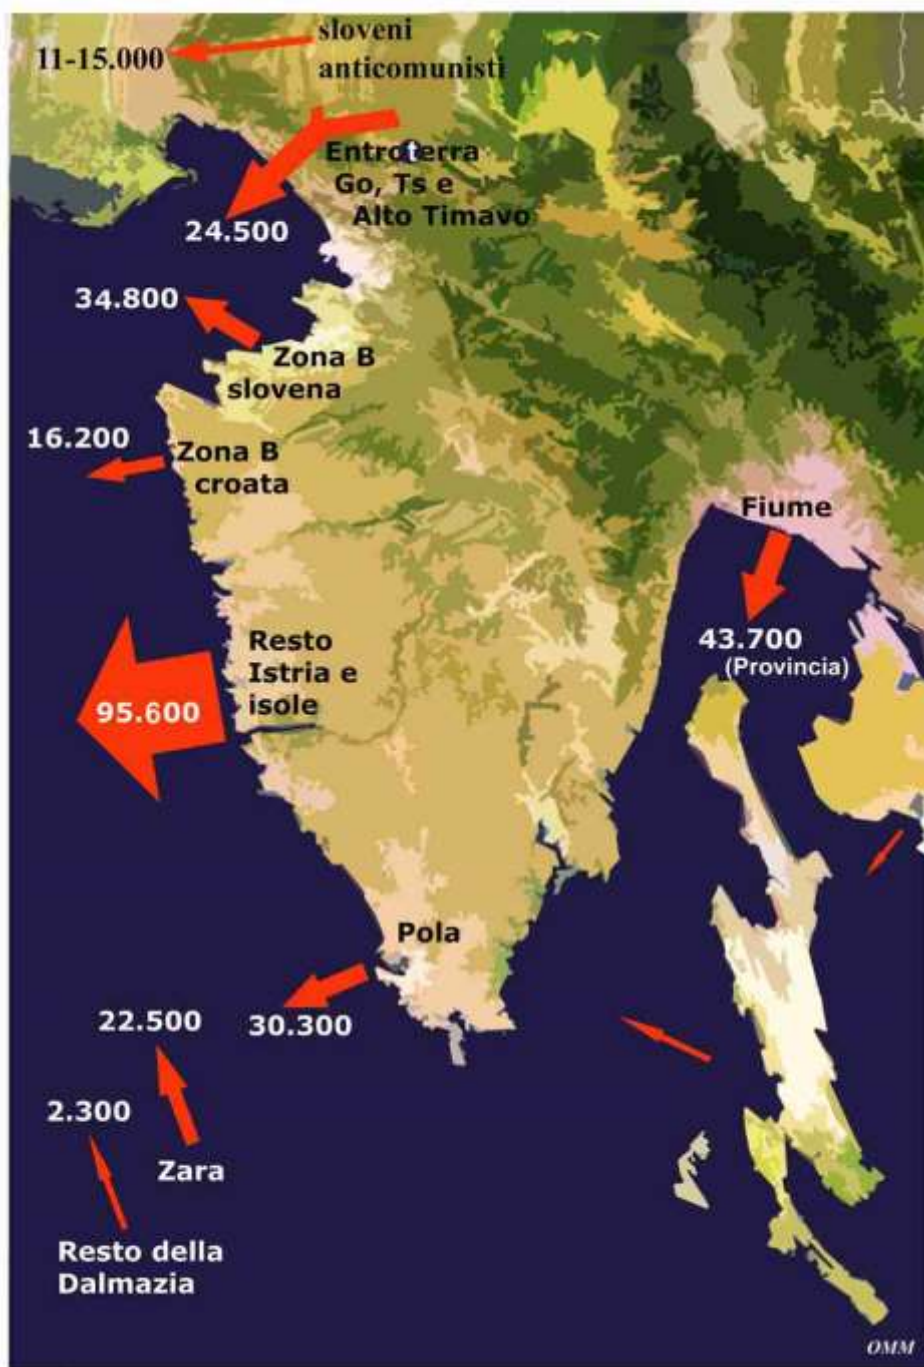 sloveni
11-15.000
anticomunisti
Entroterra
Go, Ts e
Alto Timavo
24.500
34.800
Zona B
slovena
16.200
Zona B
croata
Fiume
43.700
(Provincia)
Resto
Istria e
isole
95.600
Pola
30.300
22.500
2.300
Zara
Resto della
Dalmazia
OMM